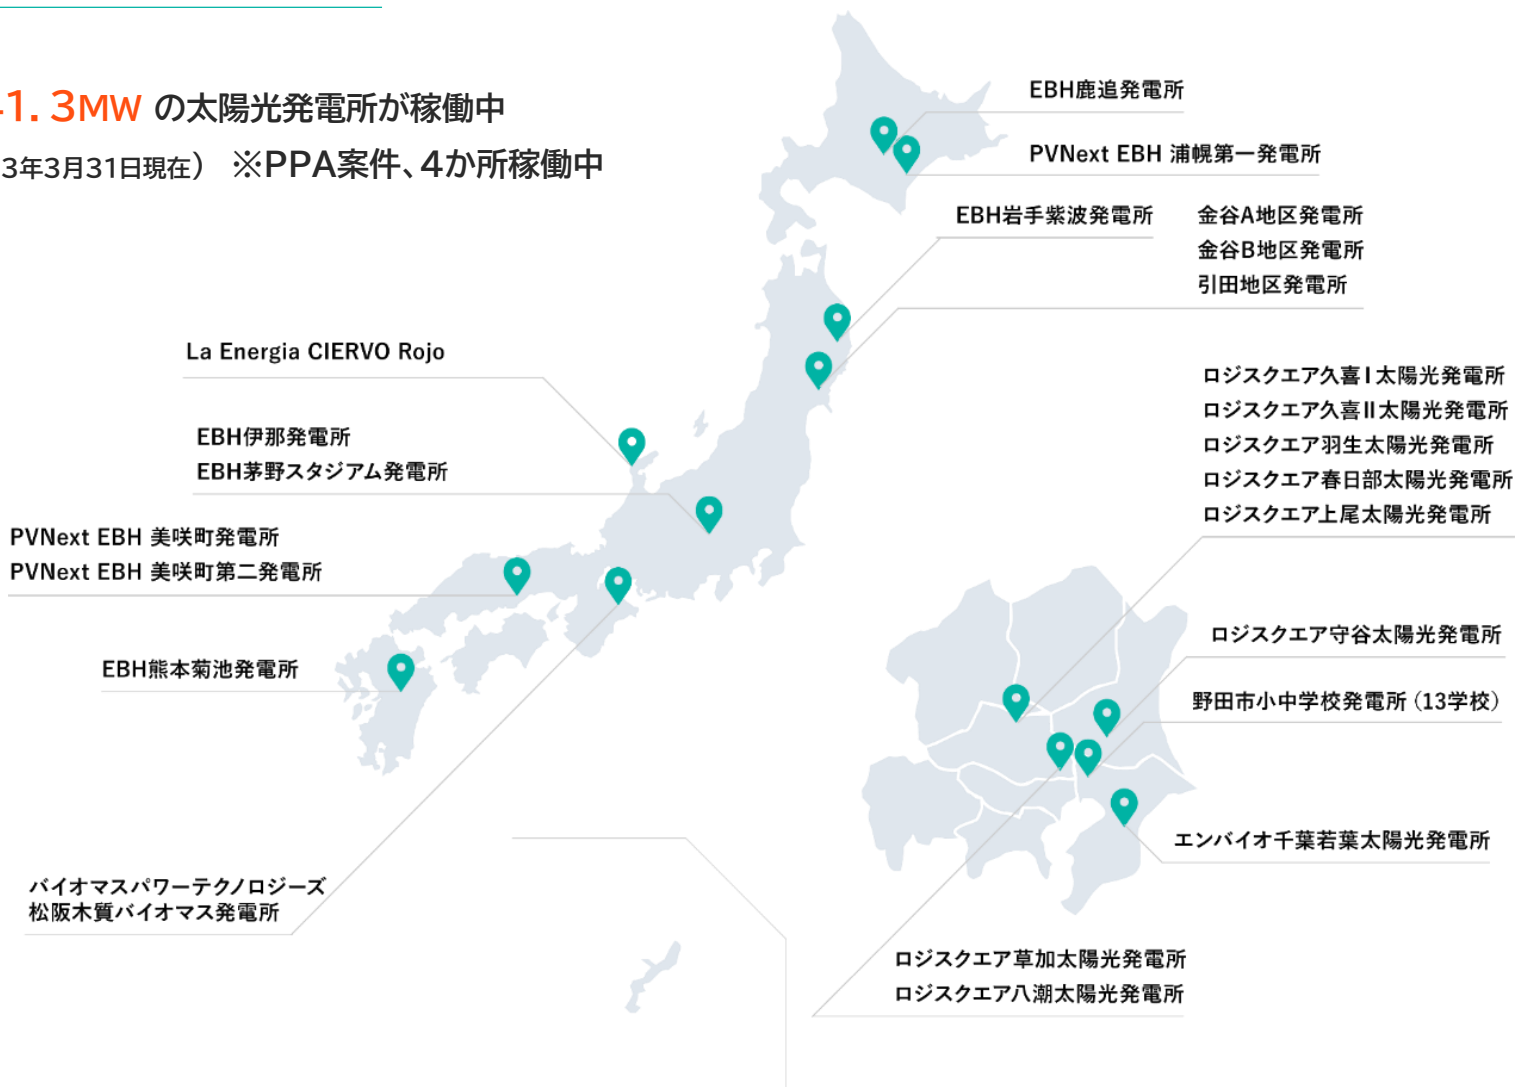 1.3MW の太陽光発電所が稼働中
3年3月31日現在） ※PPA案件、4か所稼働中
EBH鹿追発電所
PVNext EBH 浦幌第一発電所
EBH岩手紫波発電所
金谷A地区発電所
金谷B地区発電所
引田地区発電所
La Energia CIERVO Rojo
EBH伊那発電所
EBH茅野スタジアム発電所
PVNext EBH 美咲町発電所
PVNext EBH 美咲町第二発電所
EBH熊本菊池発電所
バイオマスパワーテクノロジーズ
松阪木質バイオマス発電所
ロジスクエア久喜Ⅰ太陽光発電所
ロジスクエア久喜Ⅱ太陽光発電所
ロジスクエア羽生太陽光発電所
ロジスクエア春日部太陽光発電所
ロジスクエア上尾太陽光発電所
ロジスクエア守谷太陽光発電所
野田市小中学校発電所（13学校）
エンバイオ千葉若葉太陽光発電所
ロジスクエア草加太陽光発電所
ロジスクエア八潮太陽光発電所